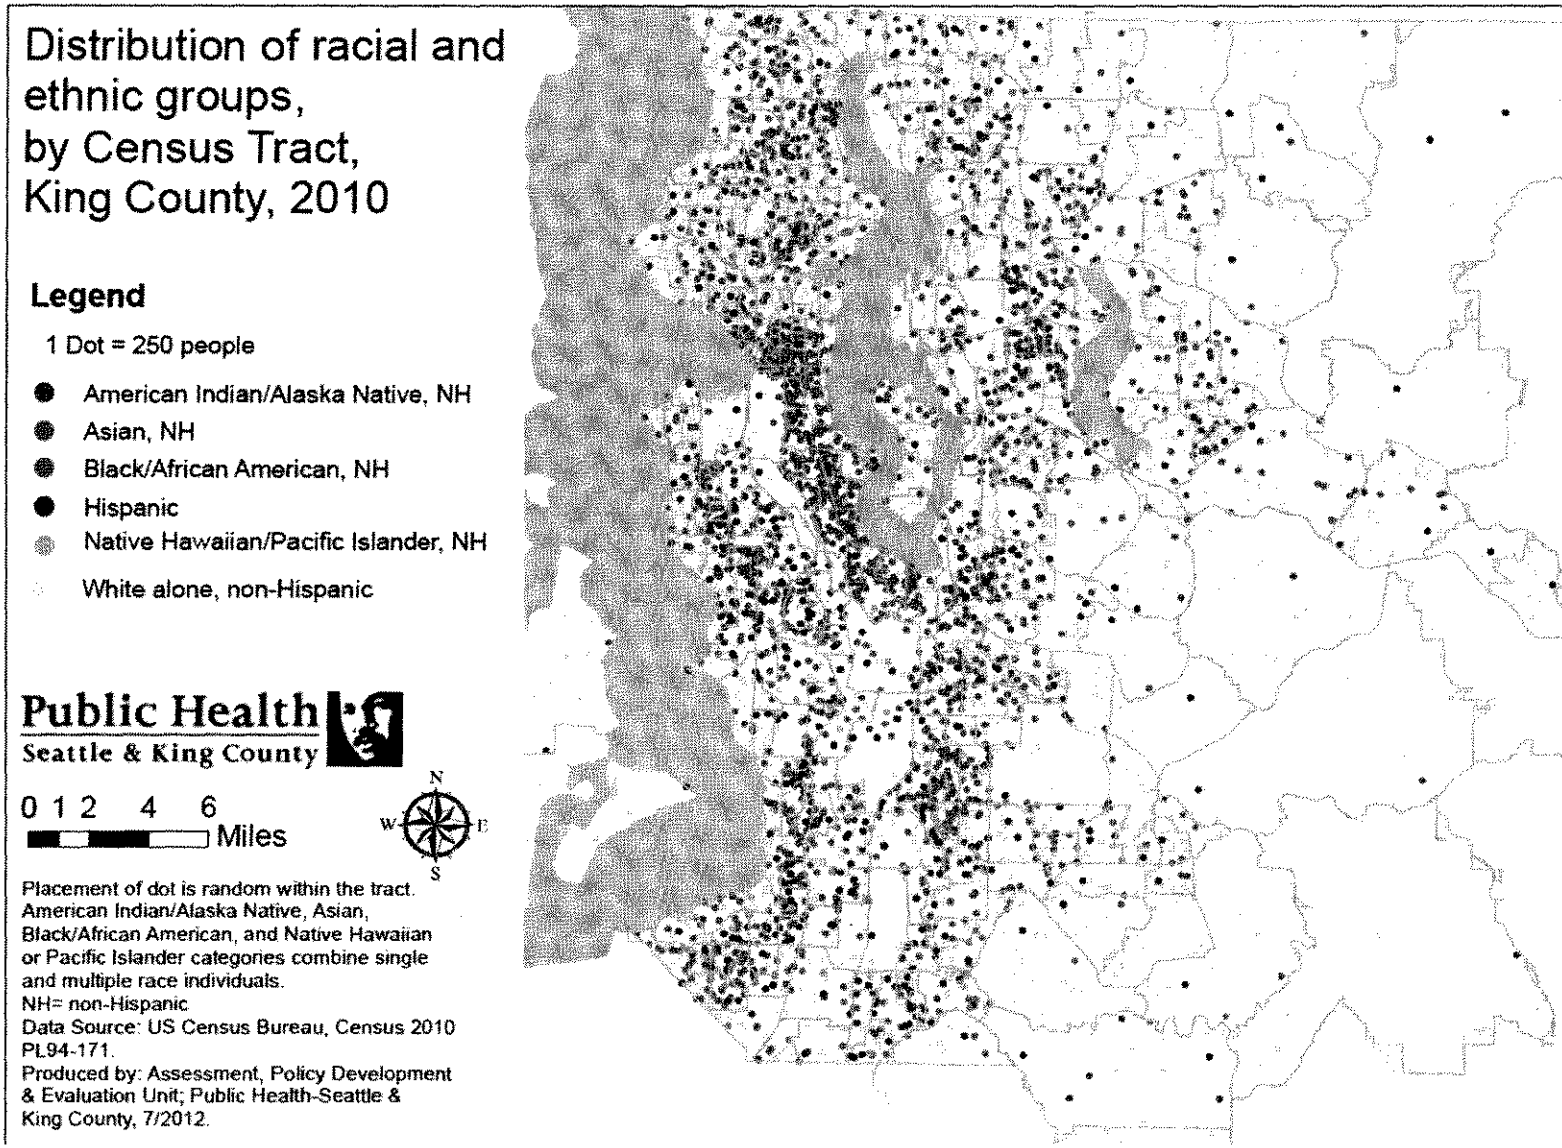 Distribution of racial and
ethnic groups,
by Census Tract,
King County, 2010
Legend
1 Dot = 250 people
American Indian/Alaska Native, NH
Asian, NH
Black/African American, NH
Hispanic
Native Hawaiian/Pacific Islander, NH
White alone, non-Hispanic
Public Health
Seattle & King County
0 1 2 4 6
Miles
N
W E
S
Placement of dot is random within the tract.
American Indian/Alaska Native, Asian,
Black/African American, and Native Hawaiian
or Pacific Islander categories combine single
and multiple race individuals.
NH= non-Hispanic
Data Source: US Census Bureau, Census 2010
PL94-171.
Produced by: Assessment, Policy Development
& Evaluation Unit; Public Health-Seattle &
King County, 7/2012.